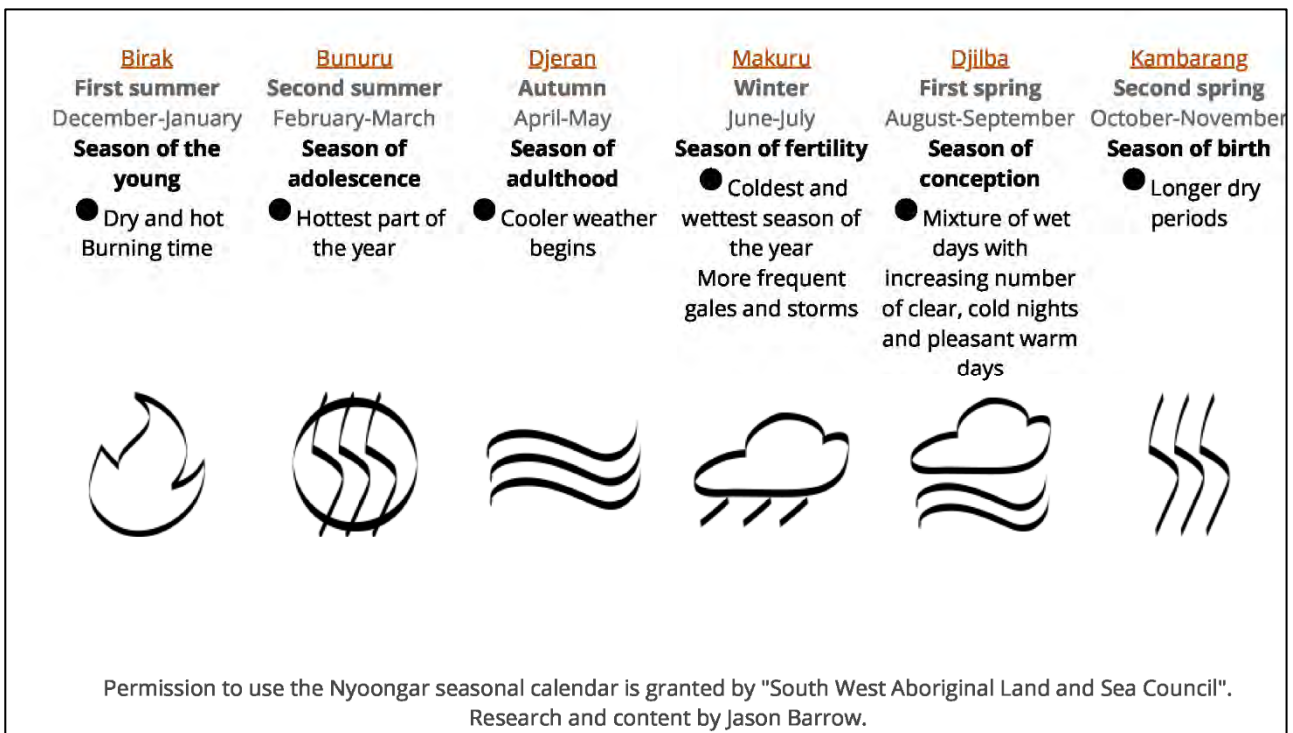 Birak
First summer
December-January
Season of the
young
● Dry and hot
Burning time
Bunuru
Second summer
February-March
Season of
adolescence
● Hottest part of
the year
Djeran
Autumn
April-May
Season of
adulthood
● Cooler weather
begins
Makuru
Winter
June-July
Season of fertility
● Coldest and
wettest season of
the year
More frequent
gales and storms
Djilba
First spring
August-September
Season of
conception
● Mixture of wet
days with
increasing number
of clear, cold nights
and pleasant warm
days
Kambarang
Second spring
October-November
Season of birth
● Longer dry
periods
Permission to use the Nyoongar seasonal calendar is granted by "South West Aboriginal Land and Sea Council".
Research and content by Jason Barrow.